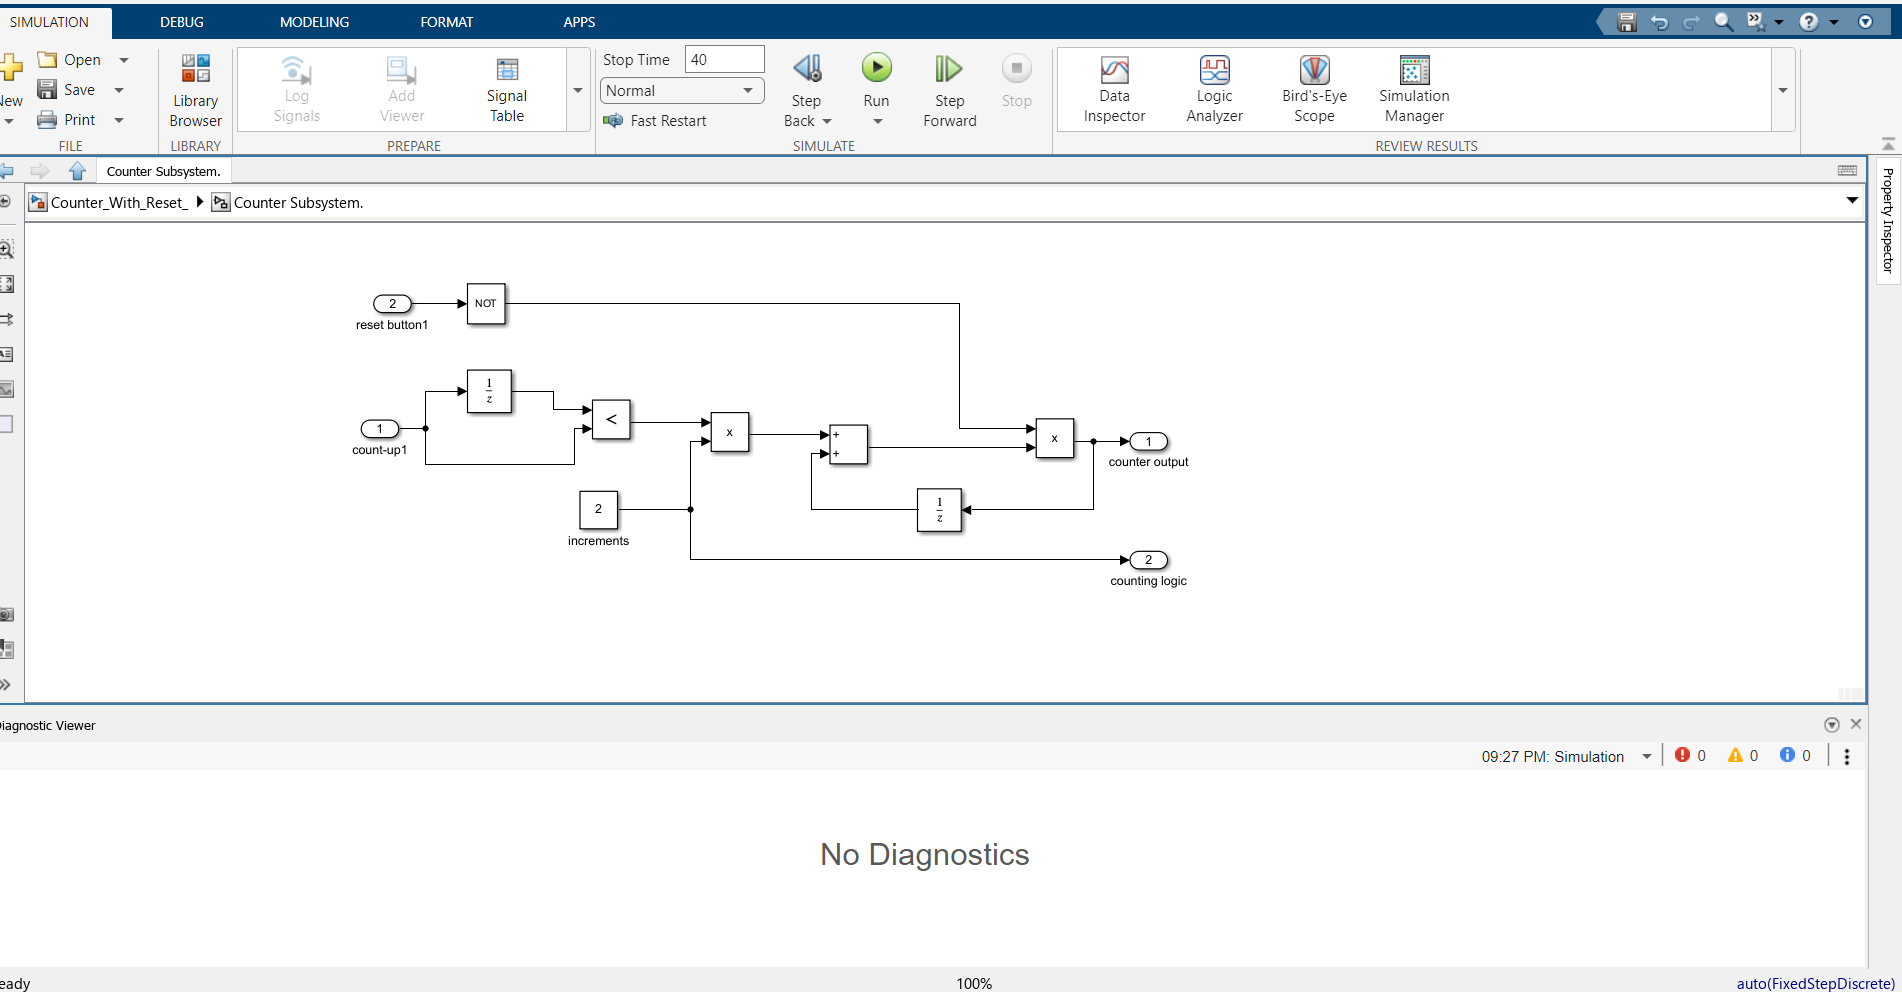 SIMULATION DEBUG MODELING FORMAT APPS
Open
Save
Print
FILE
Library
Browser
LIBRARY
Log
Signals
Add
Viewer
Signal
Table
PREPARE
Stop Time 40
Normal
Fast Restart
Step
Back
Run
Step
Forward
Stop
SIMULATE
Data
Inspector
Logic
Analyzer
Bird's-Eye
Scope
Simulation
Manager
REVIEW RESULTS
Counter Subsystem.
Counter_With_Reset_ Counter Subsystem.
Property Inspector
2
reset button1
NOT
1
z
1
count-up1
<
x
+
+
x
1
counter output
2
increments
1
z
2
counting logic
iagnostic Viewer
09:27 PM: Simulation 0 0 0
No Diagnostics
eady 100% auto(FixedStepDiscrete)